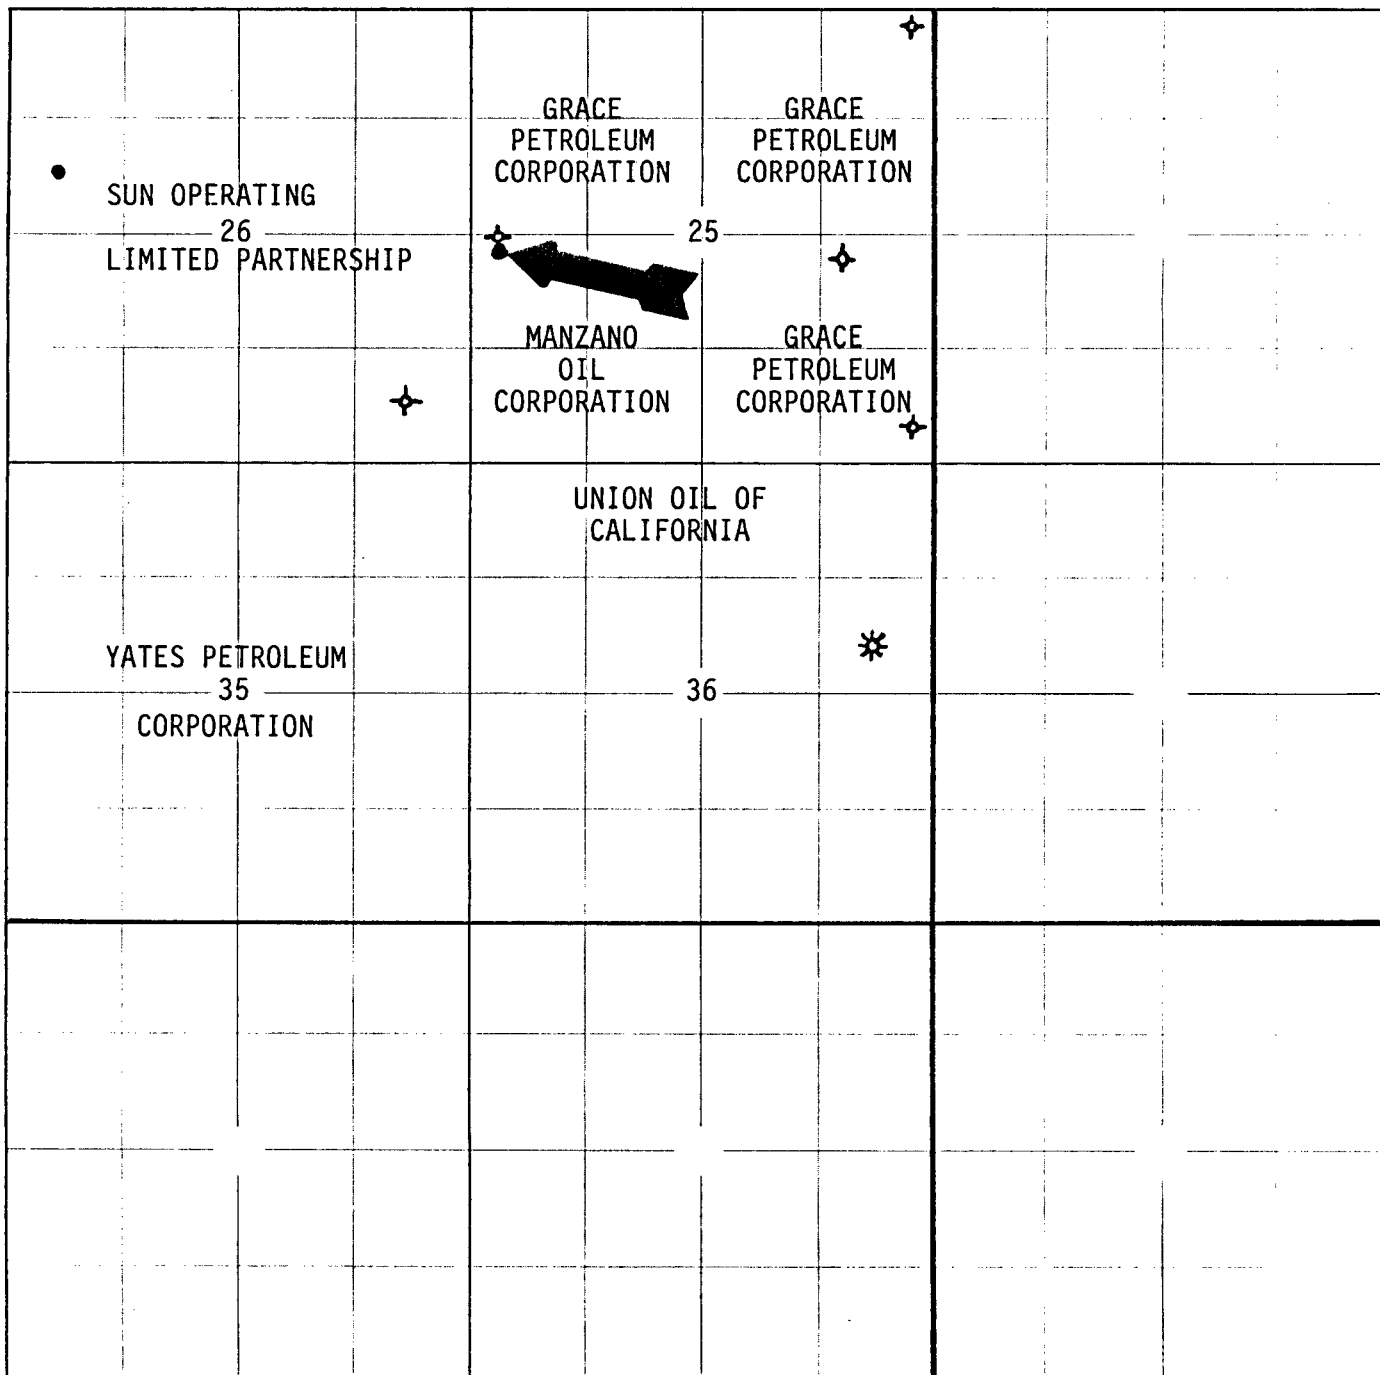 GRACE
PETROLEUM
CORPORATION
GRACE
PETROLEUM
CORPORATION
SUN OPERATING
26
LIMITED PARTNERSHIP
25
MANZANO
OIL
CORPORATION
GRACE
PETROLEUM
CORPORATION
UNION OIL OF
CALIFORNIA
YATES PETROLEUM
35
CORPORATION
36